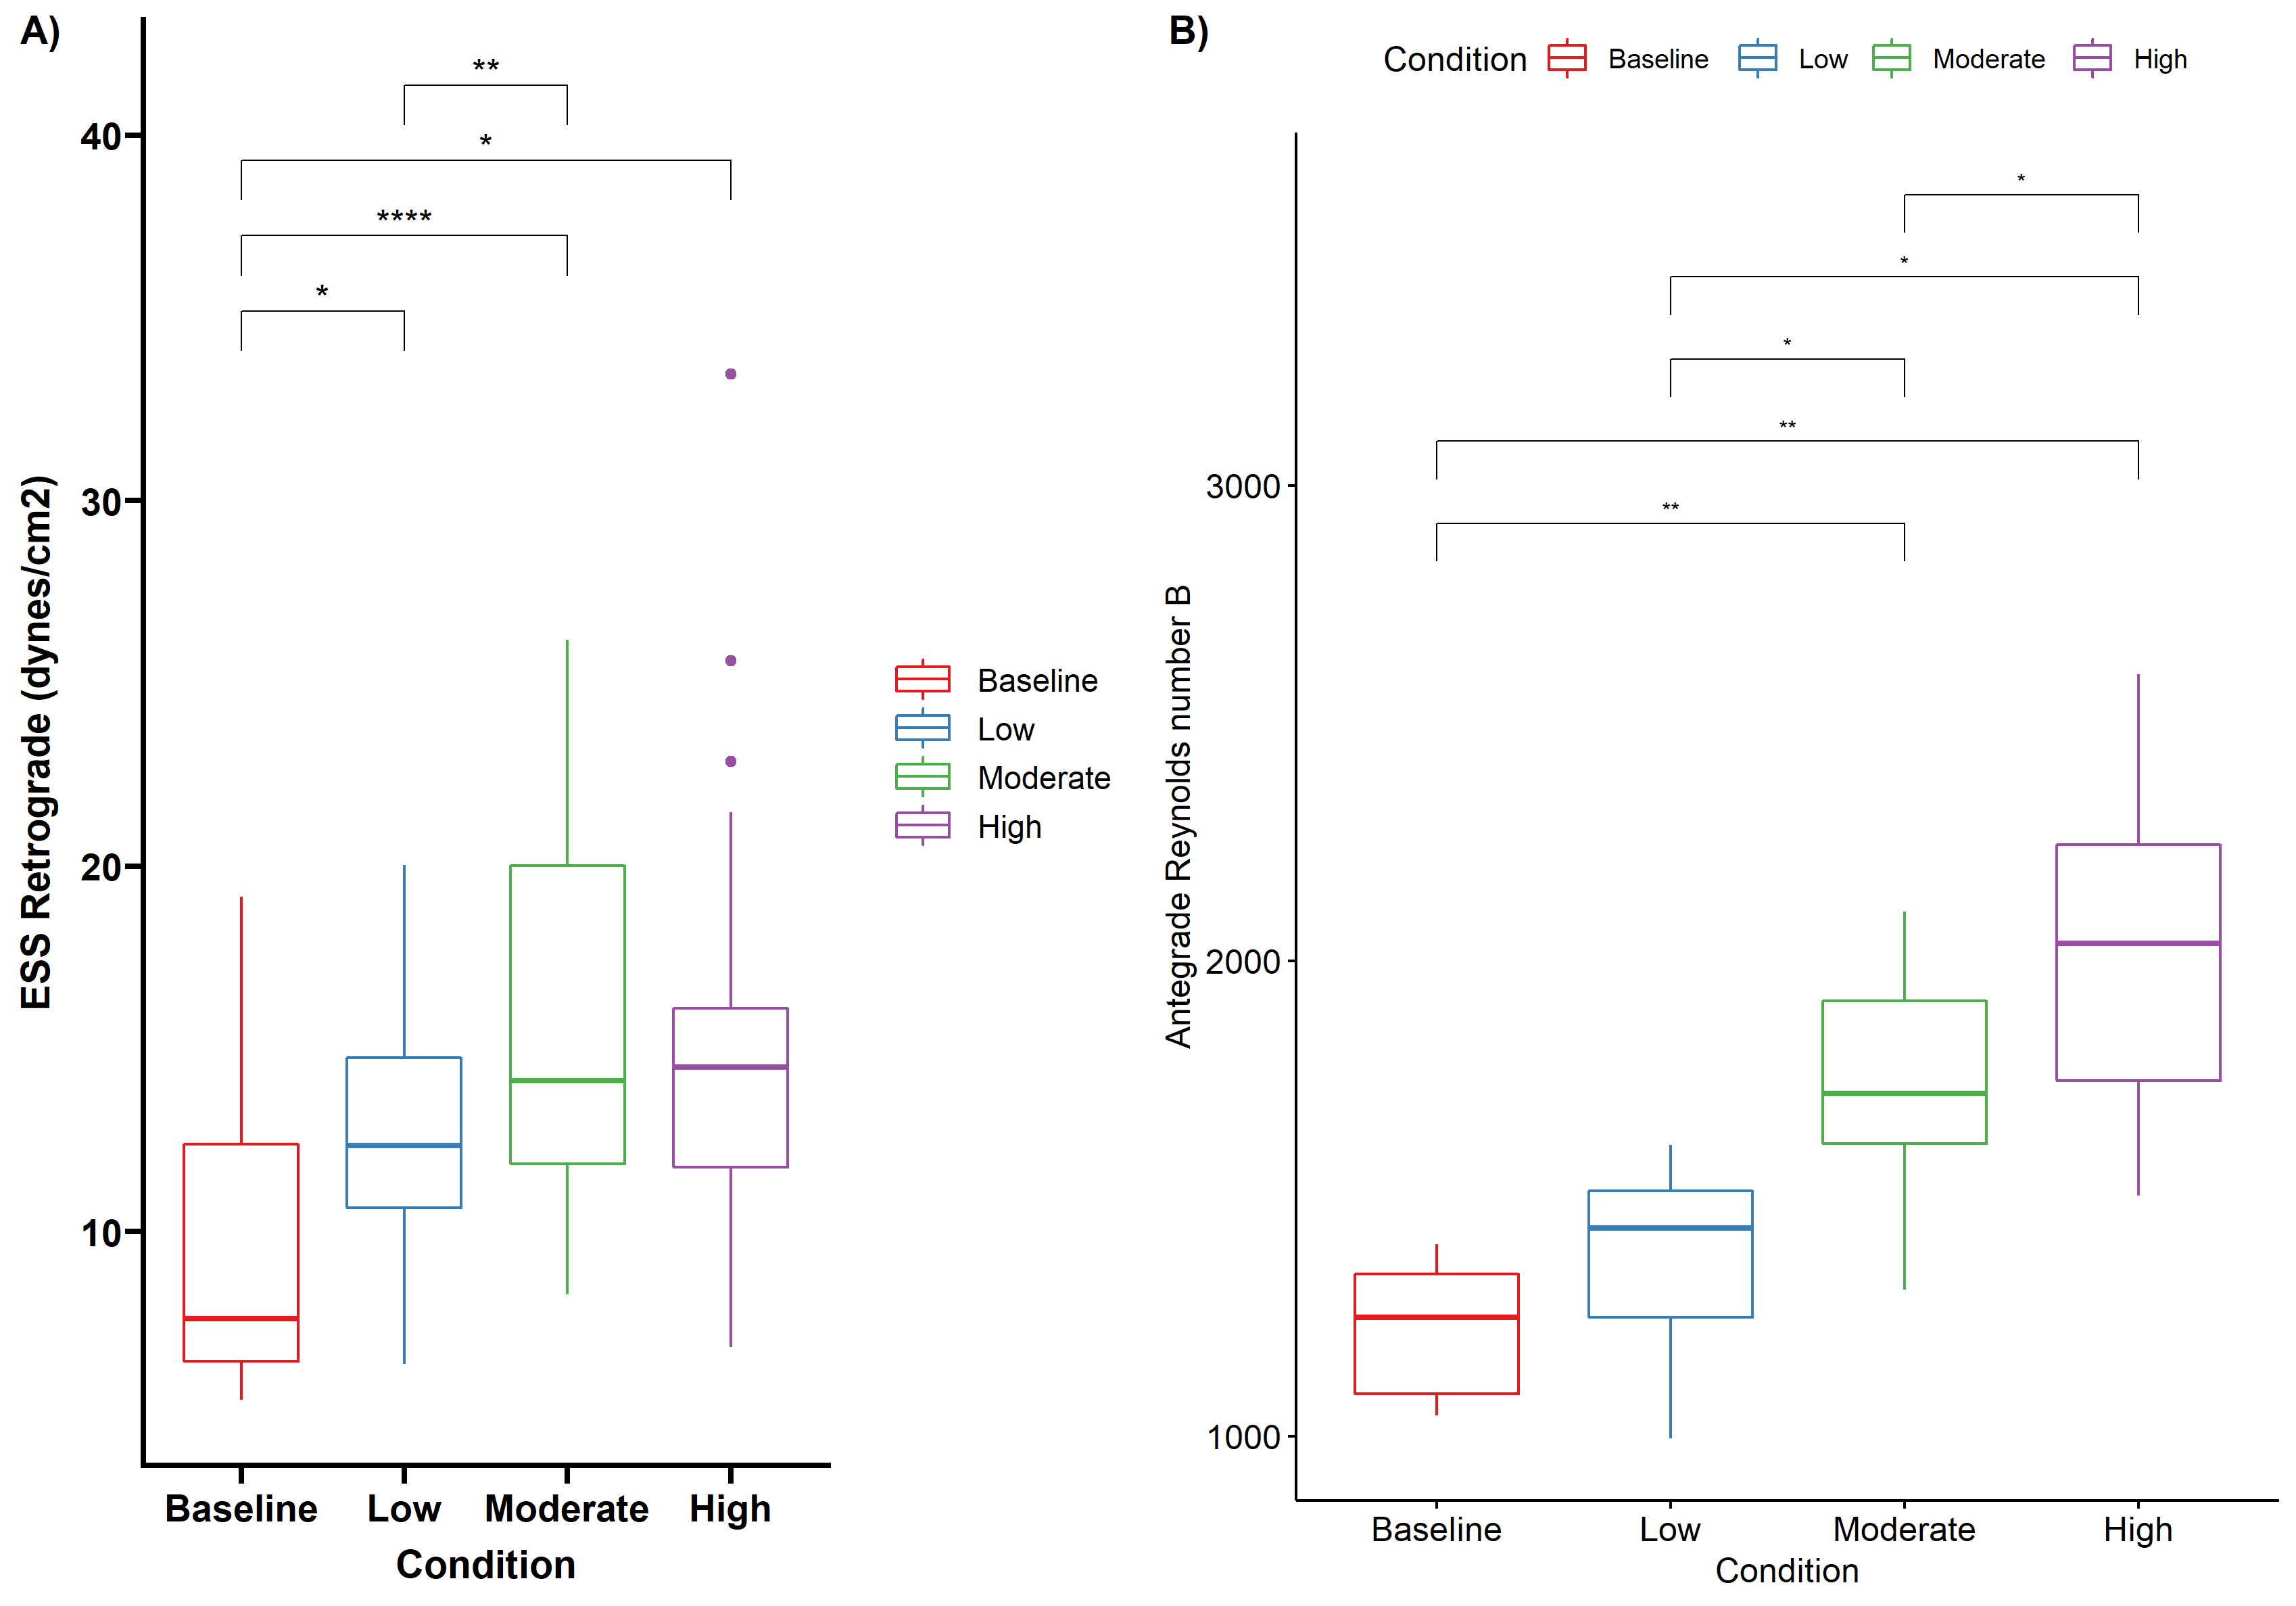 A)
**
*
****
*
40
30
20
10
ESS Retrograde (dynes/cm2)
Baseline Low Moderate High
Condition
Baseline
Low
Moderate
High
B)
Condition Baseline Low Moderate High
*
*
*
**
**
3000
2000
1000
Antegrade Reynolds number B
Baseline Low Moderate High
Condition